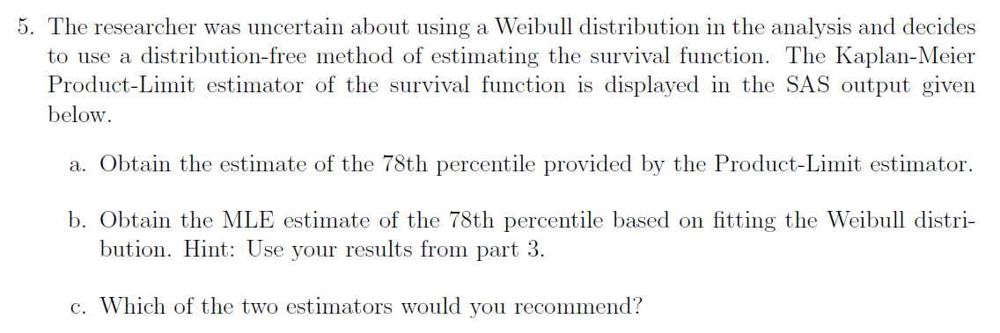 5. The researcher was uncertain about using a Weibull distribution in the analysis and decides
to use a distribution-free method of estimating the survival function. The Kaplan-Meier
Product-Limit estimator of the survival function is displayed in the SAS output given
below.
a. Obtain the estimate of the 78th percentile provided by the Product-Limit estimator.
b. Obtain the MLE estimate of the 78th percentile based on fitting the Weibull distri-
bution. Hint: Use your results from part 3.
c. Which of the two estimators would you recommend?